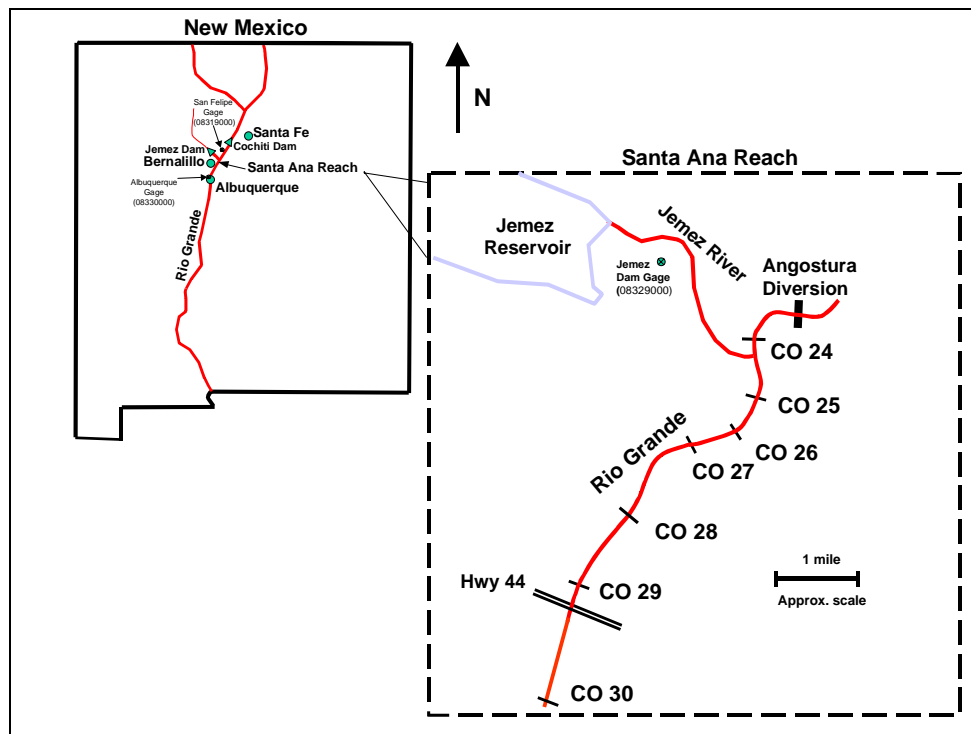 New Mexico
San Felipe
Gage
(08319000)
Santa Fe
Cochiti Dam
Jemez Dam
Bernalillo
Santa Ana Reach
Albuquerque
Gage
(08330000)
Albuquerque
Rio Grande
N
Santa Ana Reach
Jemez
Reservoir
Jemez River
Jemez
Dam Gage
(08329000)
Angostura
Diversion
CO 24
CO 25
CO 26
CO 27
Rio Grande
CO 28
1 mile
Approx. scale
Hwy 44
CO 29
CO 30